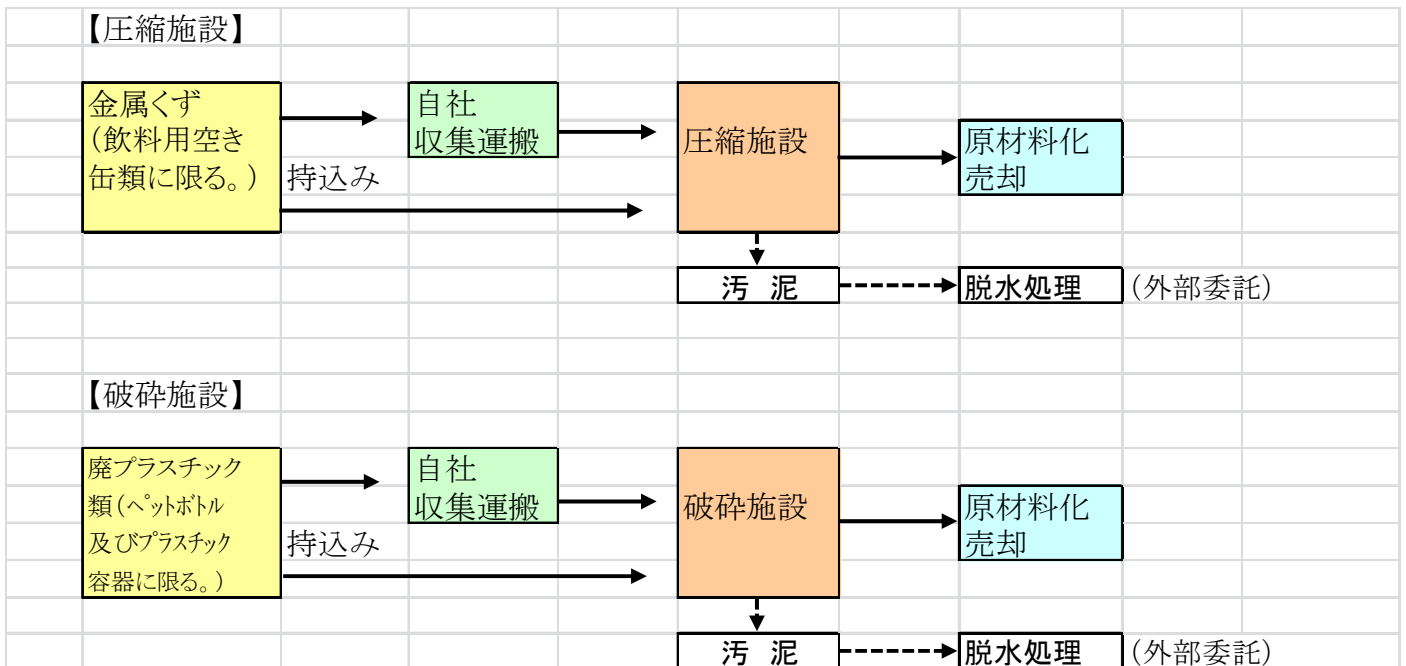 【圧縮施設】
金属くず
(飲料用空き
缶類に限る。)
自社
収集運搬
持込み
圧縮施設
原材料化
売却
汚 泥
脱水処理
(外部委託)
【破砕施設】
廃プラスチック
類(ペットボトル
及びプラスチック
容器に限る。)
自社
収集運搬
持込み
破砕施設
原材料化
売却
汚 泥
脱水処理
(外部委託)